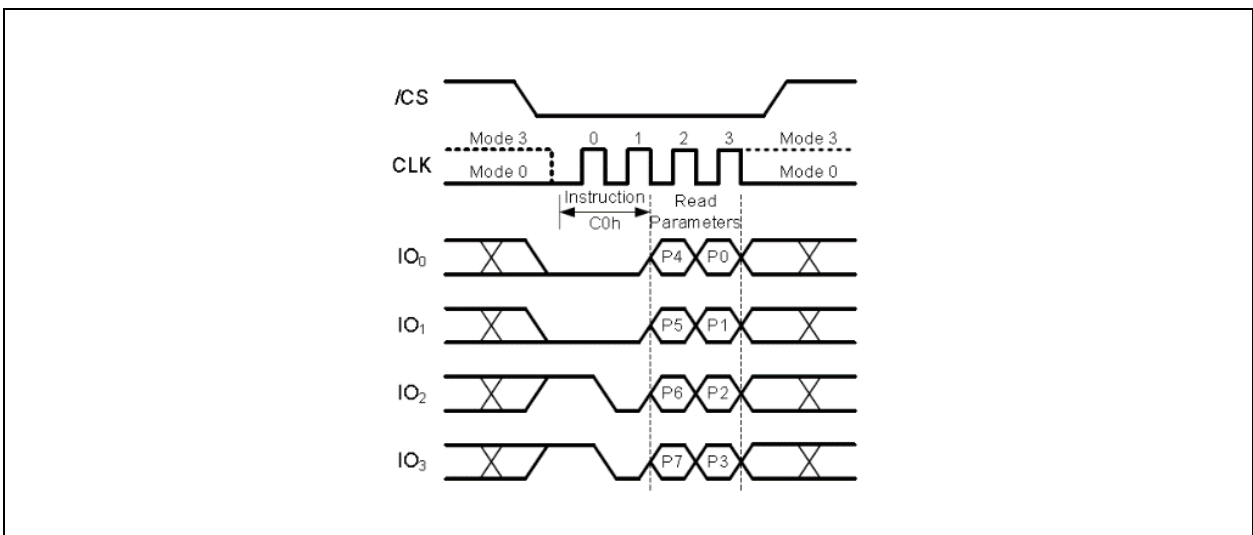 /CS
Mode 3 0 1 2 3 Mode 3
CLK
Mode 0 Mode 0
Instruction Read
C0h Parameters
IO₀ P4 P0
IO₁ P5 P1
IO₂ P6 P2
IO₃ P7 P3